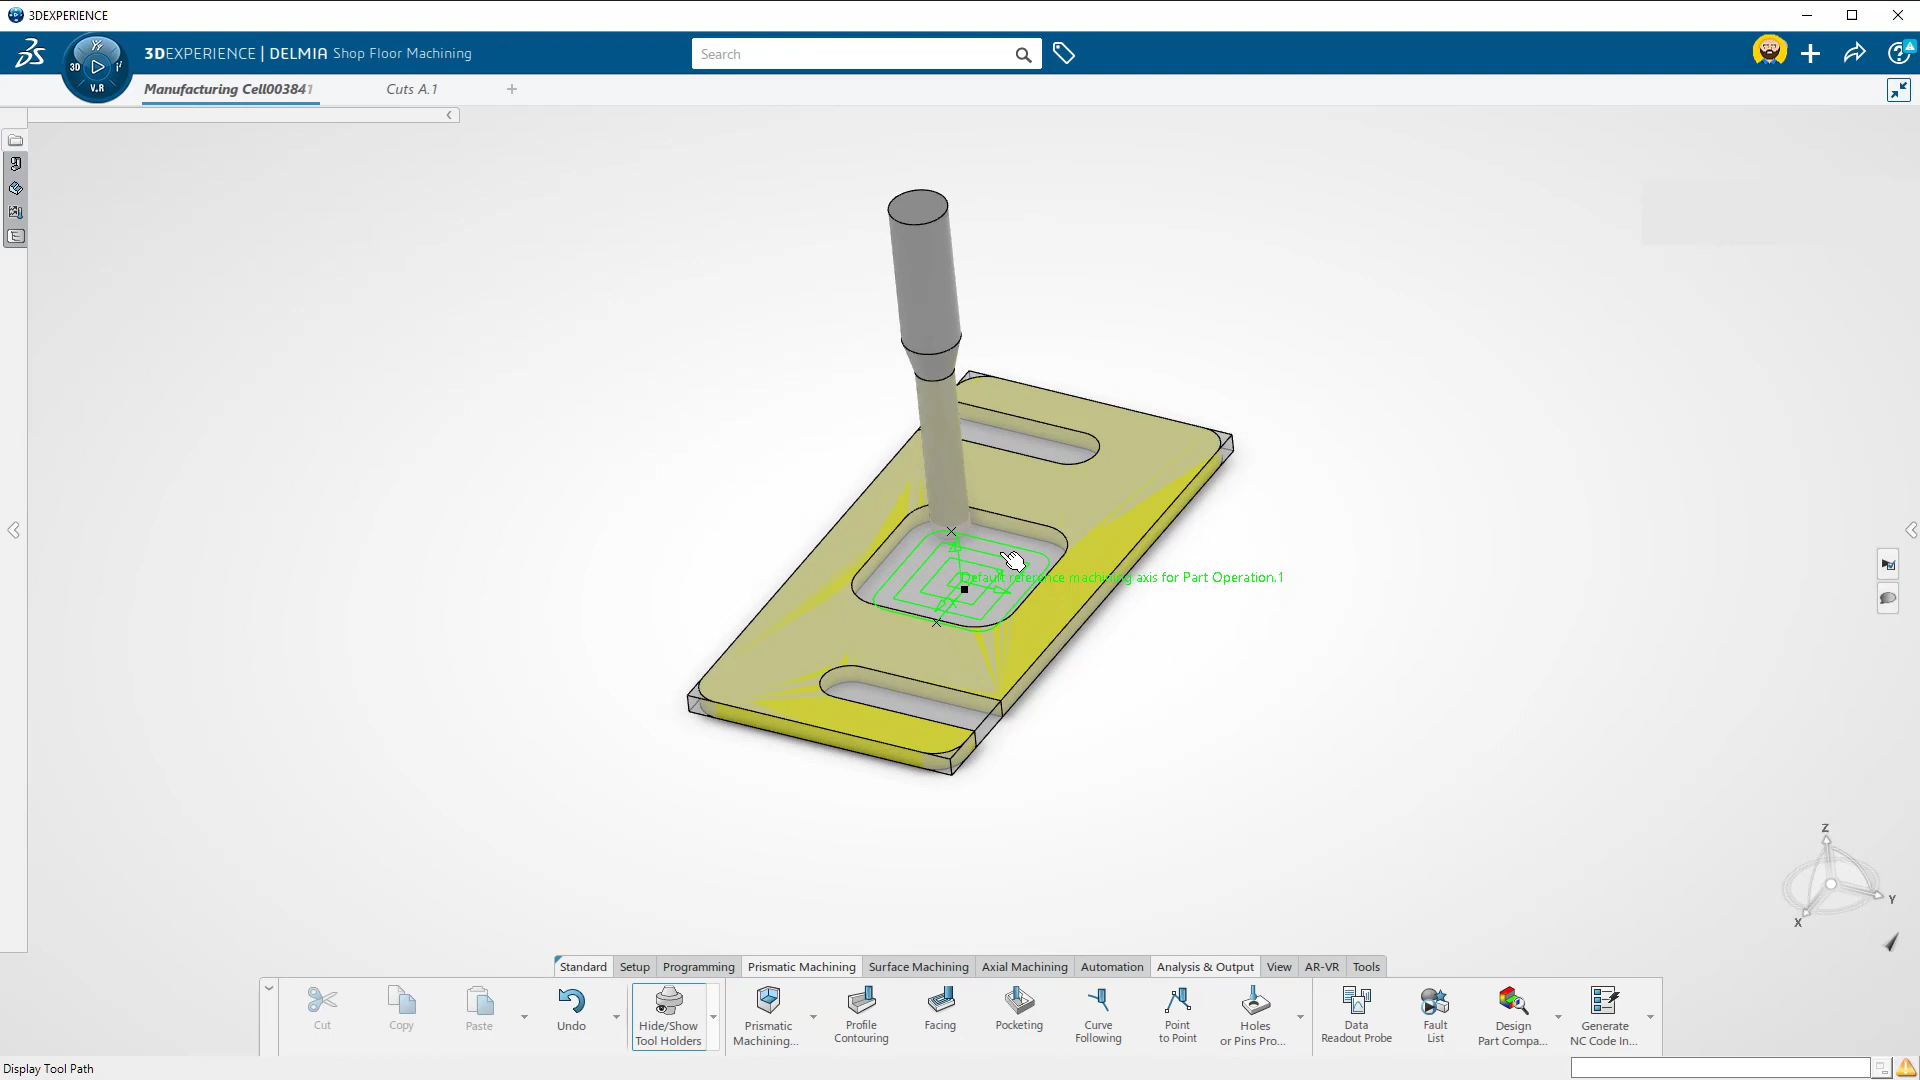 3DEXPERIENCE
3DEXPERIENCE | DELMIA Shop Floor Machining
Search
3D
V.R
Manufacturing Cell003841
Cuts A.1
Default reference machining axis for Part Operation.1
Z
Y
X
Standard
Setup
Programming
Prismatic Machining
Surface Machining
Axial Machining
Automation
Analysis & Output
View
AR-VR
Tools
Cut
Copy
Paste
Undo
Hide/Show
Tool Holders
Prismatic
Machining...
Profile
Contouring
Facing
Pocketing
Curve
Following
Point
to Point
Holes
or Pins Pro...
Data
Readout Probe
Fault
List
Design
Part Compa...
Generate
NC Code In...
Display Tool Path